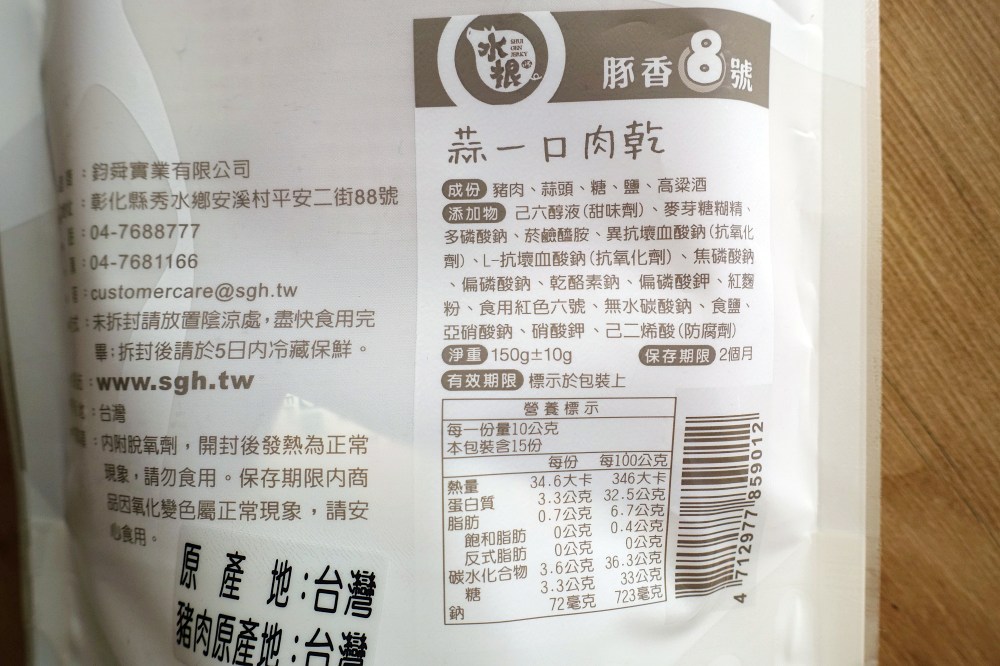 鈞舜實業有限公司
彰化縣秀水鄉安溪村平安二街88號
04-7688777
04-7681166
customercare@sgh.tw
未拆封請放置陰涼處,盡快食用完
畢;拆封後請於5日內冷藏保鮮。
www.sgh.tw
台灣
內附脫氧劑,開封後發熱為正常
現象,請勿食用。保存期限內商
品因氧化變色屬正常現象,請安
心食用。
原產地:台灣
豬肉原產地:台灣
水根
豚香8號
蒜一口肉乾
成份 豬肉、蒜頭、糖、鹽、高粱酒
添加物 己六醇液(甜味劑)、麥芽糖糊精、
多磷酸鈉、菸鹼醯胺、異抗壞血酸鈉(抗氧化
劑)、L-抗壞血酸鈉(抗氧化劑)、焦磷酸鈉
、偏磷酸鈉、乾酪素鈉、偏磷酸鉀、紅麴
粉、食用紅色六號、無水碳酸鈉、食鹽、
亞硝酸鈉、硝酸鉀、己二烯酸(防腐劑)
淨重 150g±10g 保存期限 2個月
有效期限 標示於包裝上
營養標示
每一份量10公克
本包裝含15份
每份 每100公克
熱量 34.6大卡 346大卡
蛋白質 3.3公克 32.5公克
脂肪 0.7公克 6.7公克
飽和脂肪 0公克 0.4公克
反式脂肪 0公克 0公克
碳水化合物 3.6公克 36.3公克
糖 3.3公克 33公克
鈉 72毫克 723毫克
4 712977 859012